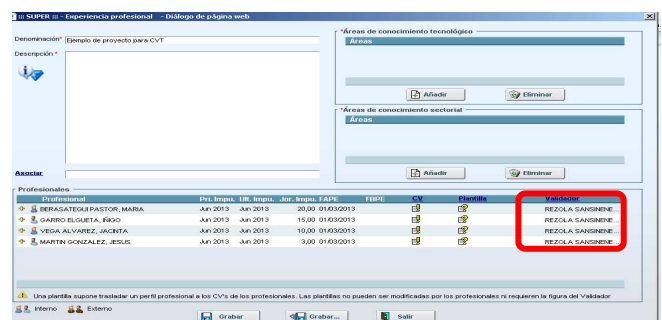 ::: SUPER ::: - Experiencia profesional - Diálogo de página web
Denominación* Ejemplo de proyecto para CVT
Descripción *
*Áreas de conocimiento tecnológico
Áreas
Añadir Eliminar
*Áreas de conocimiento sectorial
Áreas
Añadir Eliminar
Asociar
Profesionales
Profesional Pri. Impu. Ult. Impu. Jor. Impu. FAPE FBPE CV Plantilla Validador
BERASATEGUI PASTOR, MARIA Jun 2013 Jun 2013 20,00 01/03/2013 REZOLA SANSINENE...
GARRO ELGUETA, IÑIGO Jun 2013 Jun 2013 15,00 01/03/2013 REZOLA SANSINENE...
VEGA ALVAREZ, JACINTA Jun 2013 Jun 2013 10,00 01/03/2013 REZOLA SANSINENE...
MARTIN GONZALEZ, JESUS Jun 2013 Jun 2013 3,00 01/03/2013 REZOLA SANSINENE...
Una plantilla supone trasladar un perfil profesional a los CV's de los profesionales. Las plantillas no pueden ser modificadas por los profesionales ni requieren la figura del Validador
Interno Externo
Grabar Grabar... Salir